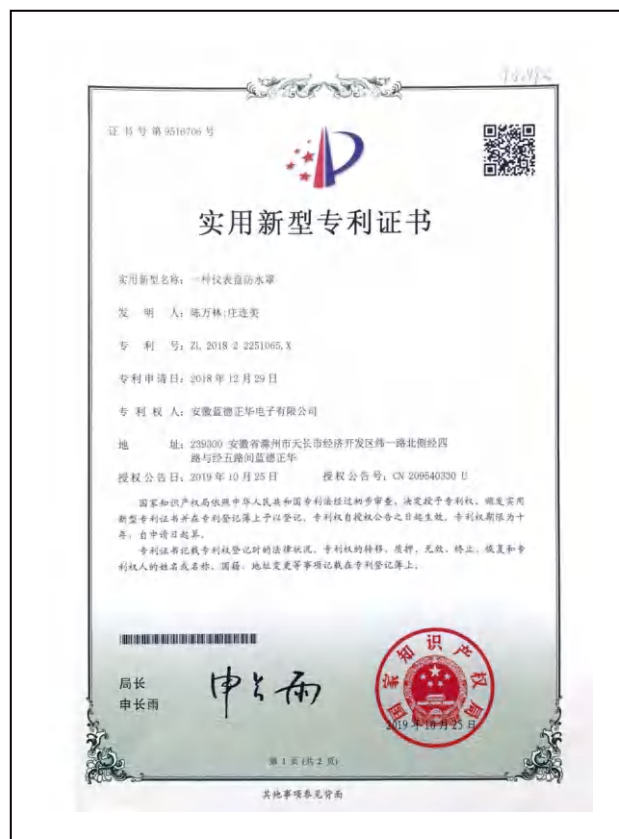 证书号第9516706号
实用新型专利证书
实用新型名称：一种仪表盘防水罩
发 明 人：陈万林;庄连英
专 利 号：ZL 2018 2 2251065.X
专利申请日：2018年12月29日
专 利 权 人：安徽蓝德正华电子有限公司
地 址：239300 安徽省滁州市天长市经济开发区纬一路北侧经四
路与经五路间蓝德正华
授权公告日：2019年10月25日 授权公告号：CN 209540330 U
国家知识产权局依照中华人民共和国专利法经过初步审查，决定授予专利权，颁发实用
新型专利证书并在专利登记簿上予以登记。专利权自授权公告之日起生效。专利权期限为十
年，自申请日起算。
专利证书记载专利权登记时的法律状况。专利权的转移、质押、无效、终止、恢复和专
利权人的姓名或名称、国籍、地址变更等事项记载在专利登记簿上。
局长
申长雨
申长雨
国家知识产权局
2019年10月25日
第 1 页 (共 2 页)
其他事项参见背面